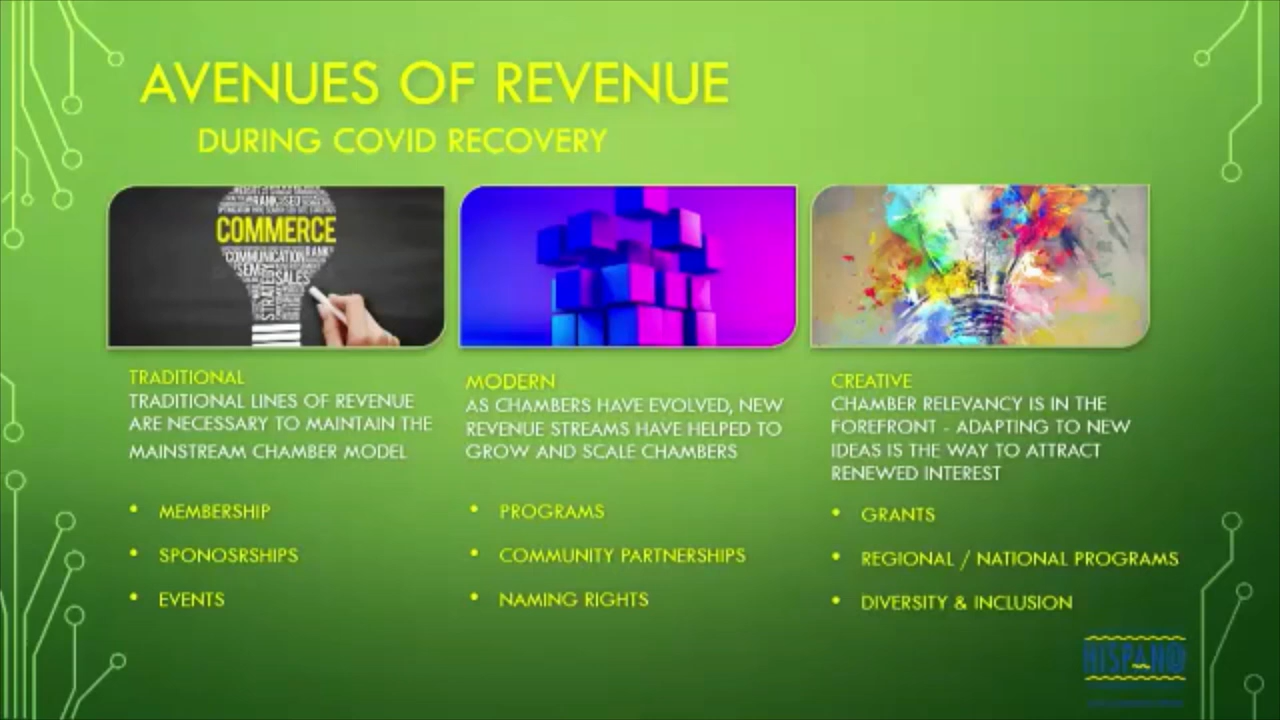 AVENUES OF REVENUE
DURING COVID RECOVERY
COMMERCE
COMMUNICATION
SALES
STRATEGY
TRADITIONAL
TRADITIONAL LINES OF REVENUE
ARE NECESSARY TO MAINTAIN THE
MAINSTREAM CHAMBER MODEL
• MEMBERSHIP
• SPONOSRSHIPS
• EVENTS
MODERN
AS CHAMBERS HAVE EVOLVED, NEW
REVENUE STREAMS HAVE HELPED TO
GROW AND SCALE CHAMBERS
• PROGRAMS
• COMMUNITY PARTNERSHIPS
• NAMING RIGHTS
CREATIVE
CHAMBER RELEVANCY IS IN THE
FOREFRONT - ADAPTING TO NEW
IDEAS IS THE WAY TO ATTRACT
RENEWED INTEREST
• GRANTS
• REGIONAL / NATIONAL PROGRAMS
• DIVERSITY & INCLUSION